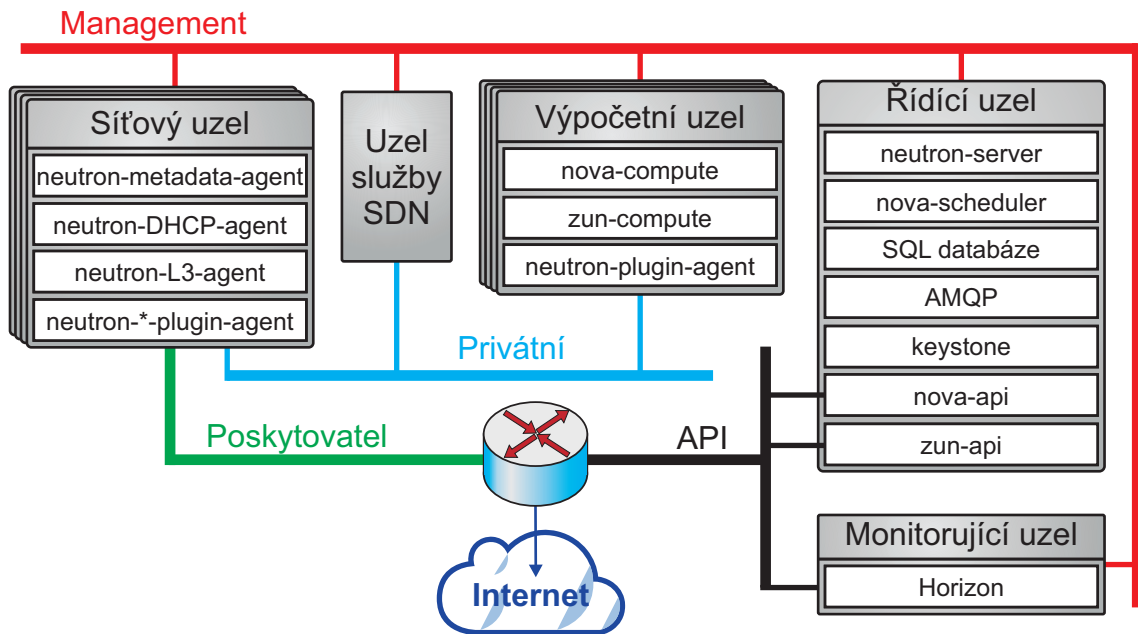 Management
Síťový uzel
neutron-metadata-agent
neutron-DHCP-agent
neutron-L3-agent
neutron-*-plugin-agent
Uzel
služby
SDN
Výpočetní uzel
nova-compute
zun-compute
neutron-plugin-agent
Řídící uzel
neutron-server
nova-scheduler
SQL databáze
AMQP
keystone
nova-api
zun-api
Privátní
Poskytovatel
API
Internet
Monitorující uzel
Horizon